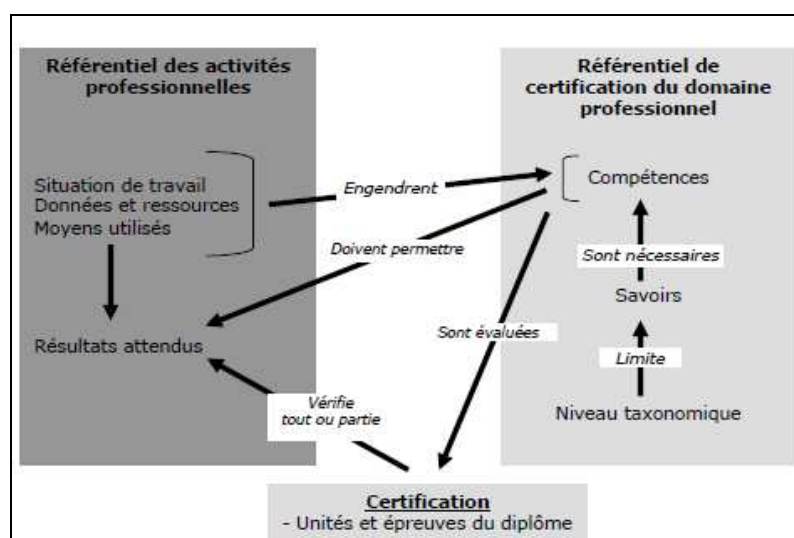 Référentiel des activités
professionnelles
Référentiel de
certification du domaine
professionnel
Situation de travail
Données et ressources
Moyens utilisés
Engendrent
Compétences
Doivent permettre
Sont nécessaires
Savoirs
Résultats attendus
Sont évaluées
Limite
Vérifie
tout ou partie
Niveau taxonomique
Certification
- Unités et épreuves du diplôme